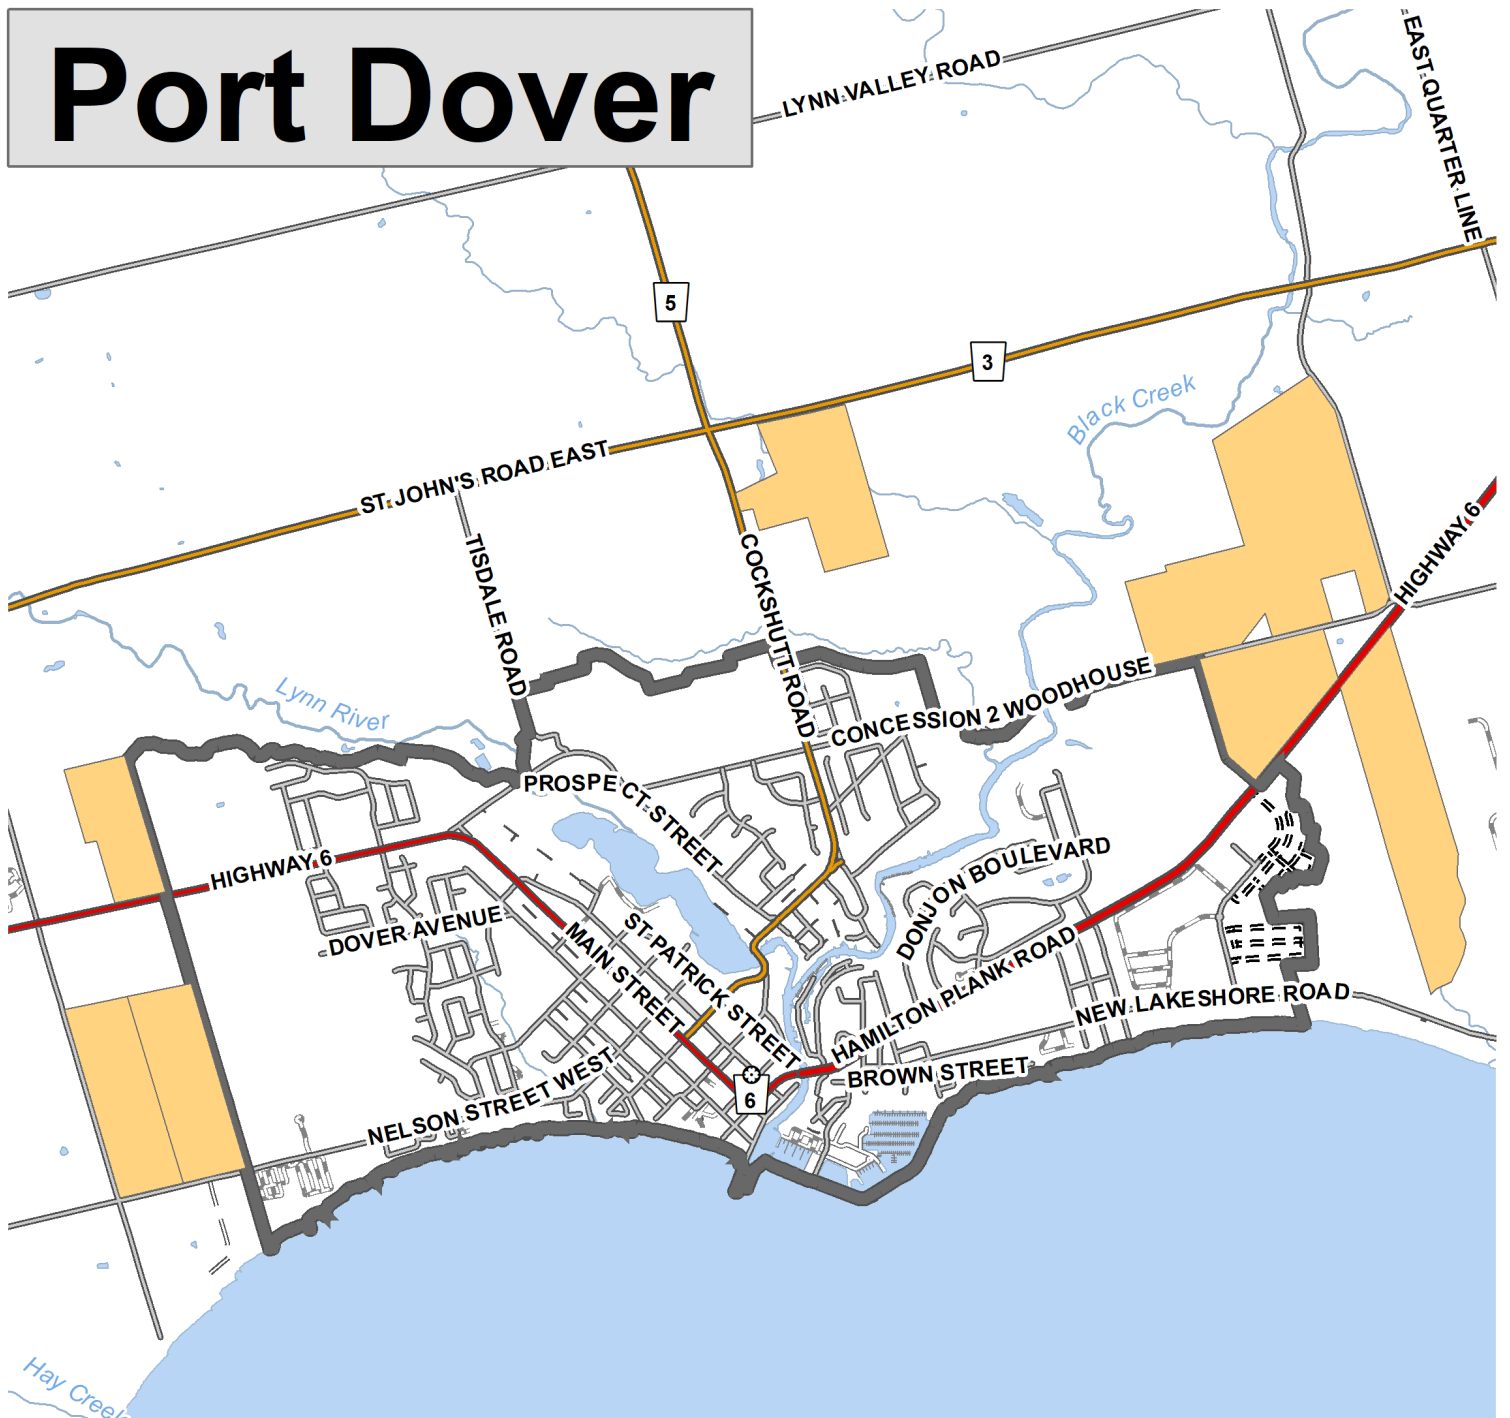 Port Dover
LYNN VALLEY ROAD
EAST QUARTER LINE
5
3
Black Creek
ST. JOHN'S ROAD EAST
HIGHWAY 6
TISDALE ROAD
COCKSHUTT ROAD
Lynn River
CONCESSION 2 WOODHOUSE
PROSPECT STREET
HIGHWAY 6
DONJON BOULEVARD
DOVER AVENUE
MAIN STREET
ST PATRICK STREET
HAMILTON PLANK ROAD
NEW LAKESHORE ROAD
NELSON STREET WEST
BROWN STREET
6
Hay Creek